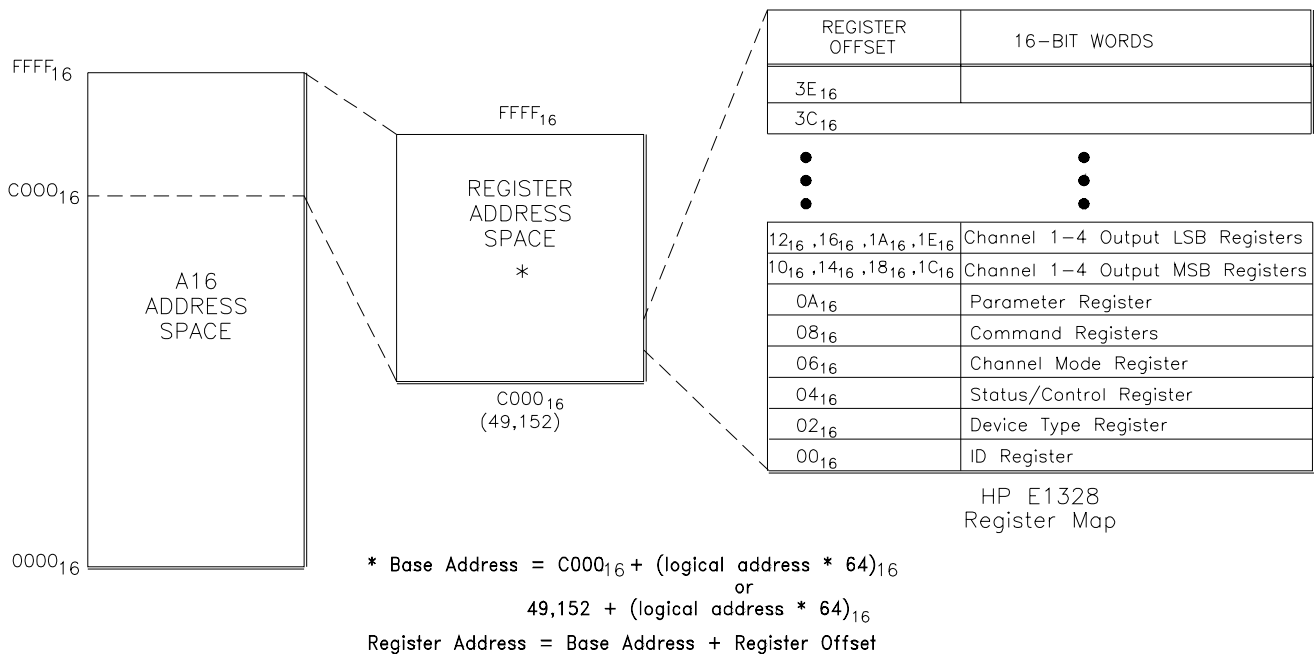 FFFF16
C00016
A16
ADDRESS
SPACE
000016
FFFF16
REGISTER
ADDRESS
SPACE
*
C00016
(49,152)
REGISTER
OFFSET
16-BIT WORDS
3E16
3C16
1216 ,1616 ,1A16 ,1E16 Channel 1-4 Output LSB Registers
1016 ,1416 ,1816 ,1C16 Channel 1-4 Output MSB Registers
0A16 Parameter Register
0816 Command Registers
0616 Channel Mode Register
0416 Status/Control Register
0216 Device Type Register
0016 ID Register
HP E1328
Register Map
* Base Address = C00016 + (logical address * 64)16
or
49,152 + (logical address * 64)16
Register Address = Base Address + Register Offset